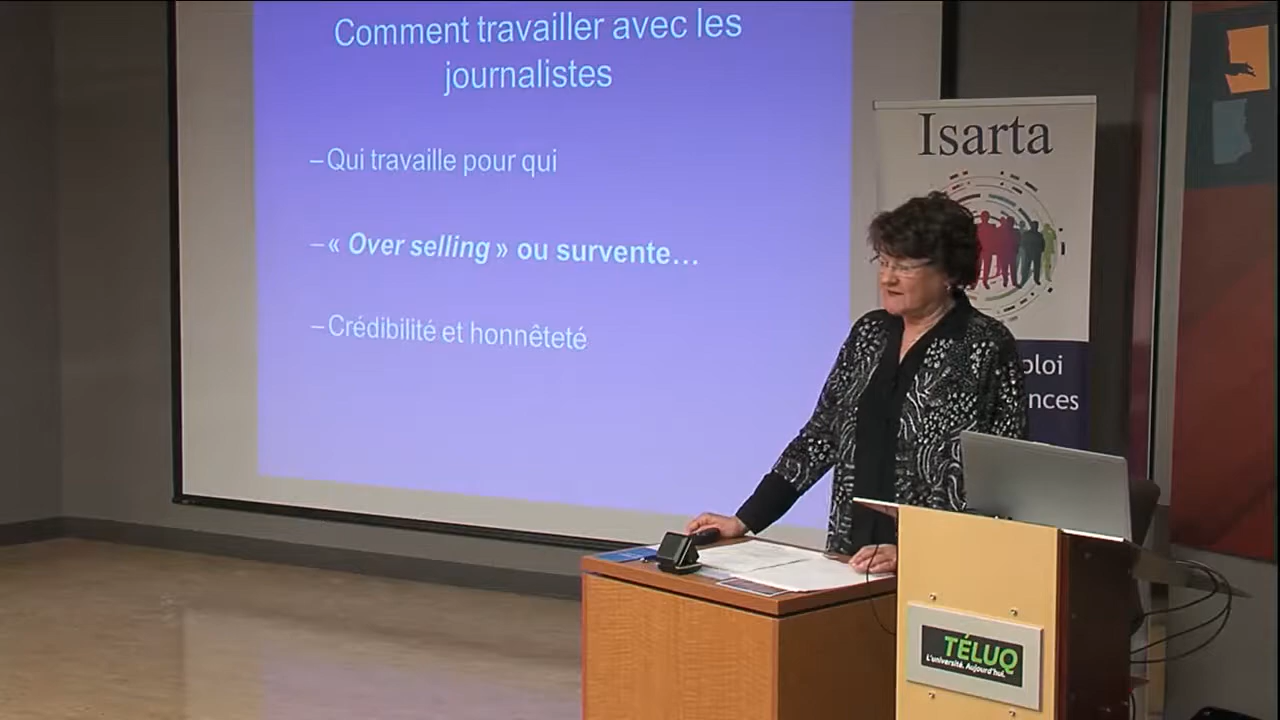 Comment travailler avec les
journalistes
– Qui travaille pour qui
– « Over selling » ou survente…
– Crédibilité et honnêteté
Isarta
ploi
nces
TÉLUQ
L'université. Aujourd'hui.